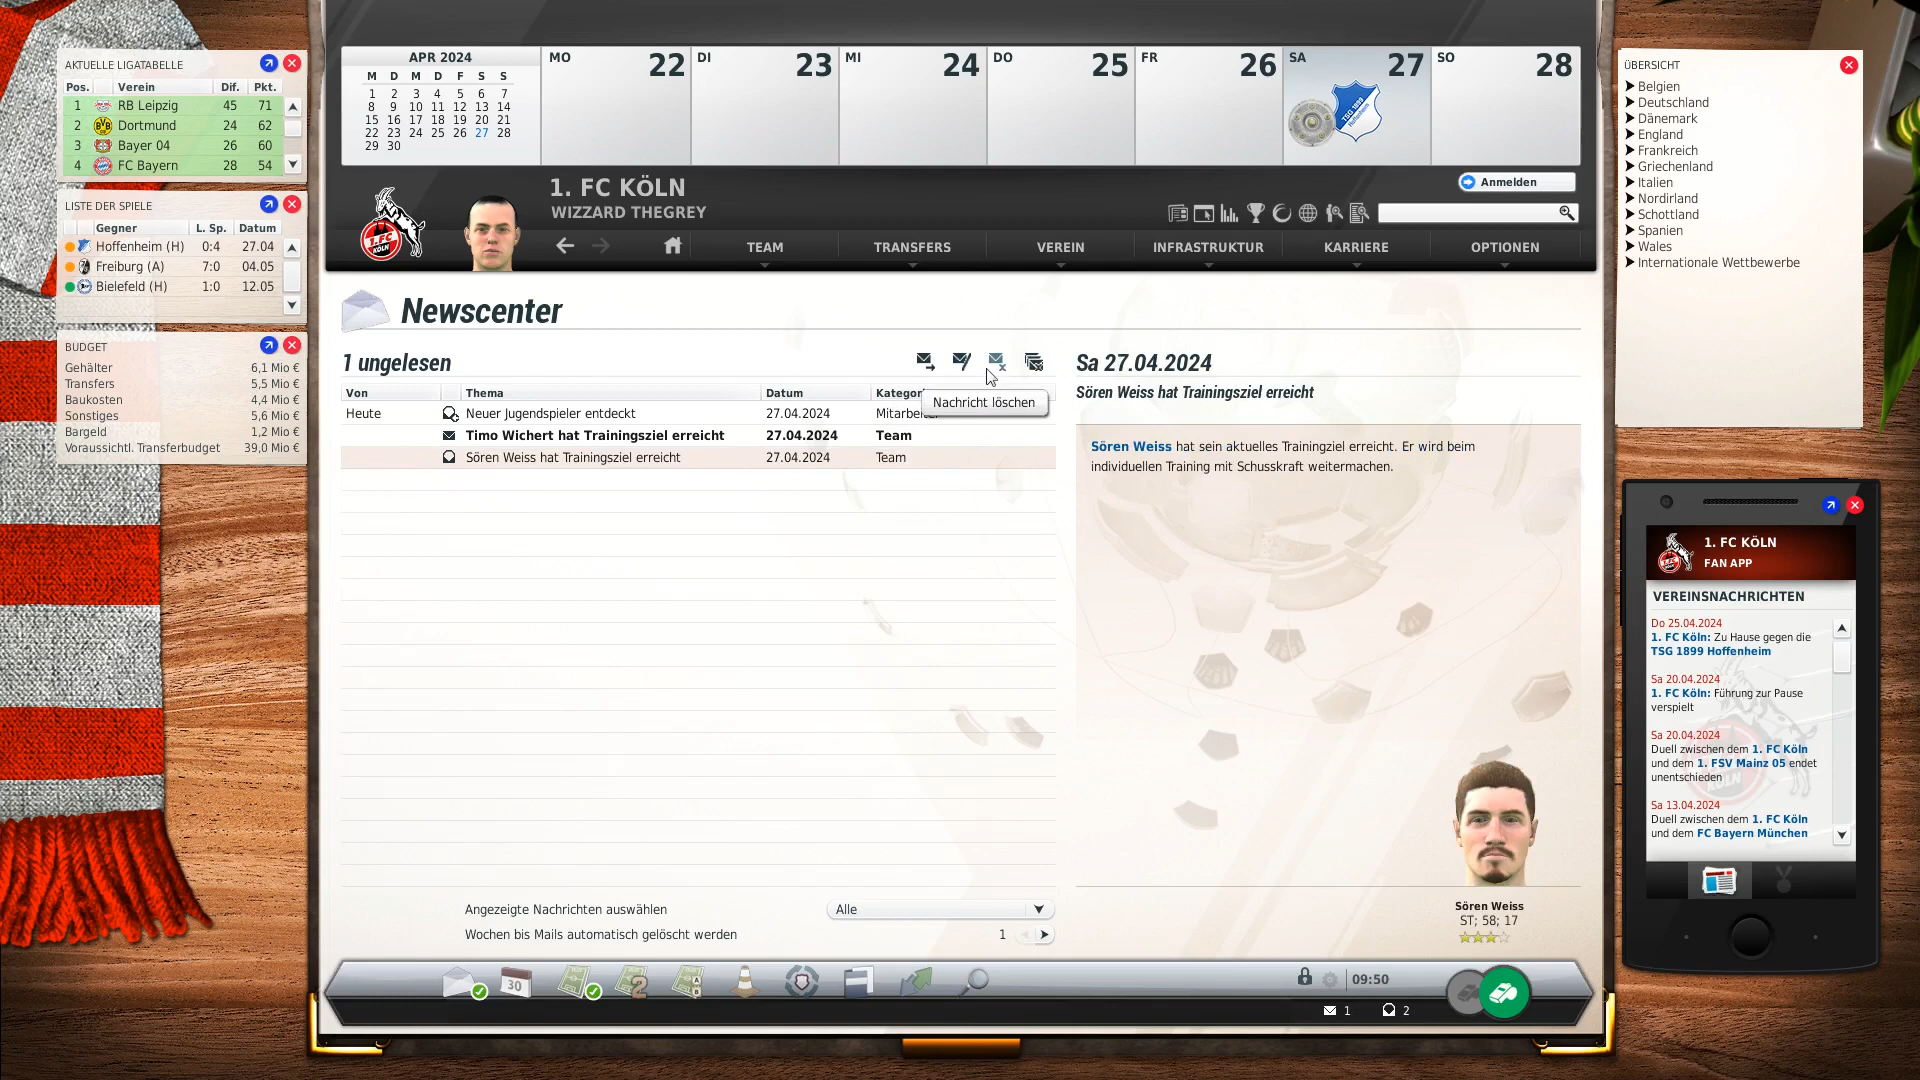 AKTUELLE LIGATABELLE
Pos. Verein Dif. Pkt.
1 RB Leipzig 45 71
2 Dortmund 24 62
3 Bayer 04 26 60
4 FC Bayern 28 54
LISTE DER SPIELE
Gegner L. Sp. Datum
Hoffenheim (H) 0:4 27.04
Freiburg (A) 7:0 04.05
Bielefeld (H) 1:0 12.05
BUDGET
Gehälter 6,1 Mio €
Transfers 5,5 Mio €
Baukosten 4,4 Mio €
Sonstiges 5,6 Mio €
Bargeld 1,2 Mio €
Voraussichtl. Transferbudget 39,0 Mio €
APR 2024
M D M D F S S
1 2 3 4 5 6 7
8 9 10 11 12 13 14
15 16 17 18 19 20 21
22 23 24 25 26 27 28
29 30
MO 22 DI 23 MI 24 DO 25 FR 26 SA 27 SO 28
TSG 1899
Hoffenheim
1. FC KÖLN
WIZZARD THEGREY
1.FC
KÖLN
Anmelden
TEAM TRANSFERS VEREIN INFRASTRUKTUR KARRIERE OPTIONEN
Newscenter
1 ungelesen
Von Thema Datum Kategor
Nachricht löschen
Heute Neuer Jugendspieler entdeckt 27.04.2024 Mitarbeite
Timo Wichert hat Trainingsziel erreicht 27.04.2024 Team
Sören Weiss hat Trainingsziel erreicht 27.04.2024 Team
Angezeigte Nachrichten auswählen Alle
Wochen bis Mails automatisch gelöscht werden 1
Sa 27.04.2024
Sören Weiss hat Trainingsziel erreicht
Sören Weiss hat sein aktuelles Trainingziel erreicht. Er wird beim
individuellen Training mit Schusskraft weitermachen.
Sören Weiss
ST; 58; 17
30
2
09:50
1 2
ÜBERSICHT
Belgien
Deutschland
Dänemark
England
Frankreich
Griechenland
Italien
Nordirland
Schottland
Spanien
Wales
Internationale Wettbewerbe
1. FC KÖLN
FAN APP
VEREINSNACHRICHTEN
Do 25.04.2024
1. FC Köln: Zu Hause gegen die
TSG 1899 Hoffenheim
Sa 20.04.2024
1. FC Köln: Führung zur Pause
verspielt
Sa 20.04.2024
Duell zwischen dem 1. FC Köln
und dem 1. FSV Mainz 05 endet
unentschieden
Sa 13.04.2024
Duell zwischen dem 1. FC Köln
und dem FC Bayern München